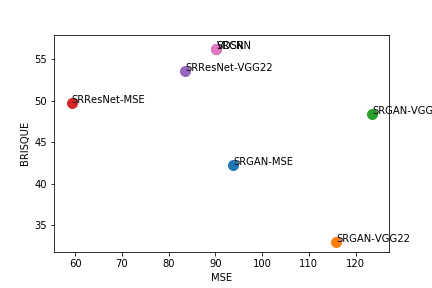 55
50
45
40
35
BRISQUE
SRResNet-VGG22
SRResNet-MSE
SRGAN-VGG
SRGAN-MSE
SRGAN-VGG22
60 70 80 90 100 110 120
MSE